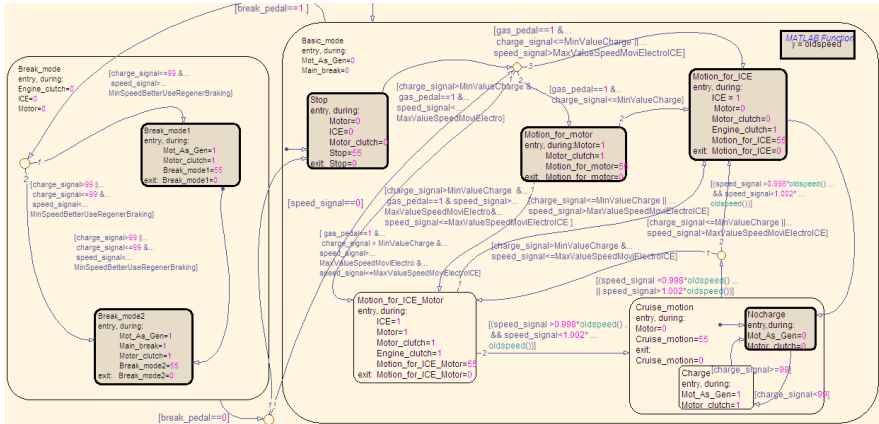 [break_pedal==1 ]
Break_mode
entry, during:
Engine_clutch=0
ICE=0
Motor=0
[charge_signal<=99 &...
speed_signal>...
MinSpeedBetterUseRegenerBraking]
1
2
Break_mode1
entry, during:
Mot_As_Gen=1
Motor_clutch=1
Break_mode1=55
exit: Break_mode1=0
[charge_signal>99 ||...
charge_signal<=99 &...
speed_signal<...
MinSpeedBetterUseRegenerBraking]
[charge_signal>99 ||...
charge_signal<=99 &...
speed_signal<...
MinSpeedBetterUseRegenerBraking]
Break_mode2
entry, during:
Mot_As_Gen=1
Main_break=1
Motor_clutch=1
Break_mode2=55
exit: Break_mode2=0
[break_pedal==0]
Basic_mode
entry, during:
Mot_As_Gen=0
Main_break=0
Stop
entry, during:
Motor=0
ICE=0
Motor_clutch=0
Stop=55
exit: Stop=0
[speed_signal==0]
[gas_pedal==1 &...
charge_signal<=MinValueCharge ||...
speed_signal>MaxValueSpeedMoviElectroICE]
3
2
[charge_signal>MinValueCharge &...
gas_pedal==1 &...
speed_signal<...
MaxValueSpeedMoviElectro]
[gas_pedal==1 &...
charge_signal<=MinValueCharge]
MATLAB Function
y = oldspeed
Motion_for_ICE
entry, during:
ICE = 1
Motor=0
Motor_clutch=0
Engine_clutch=1
Motion_for_ICE=55
exit: Motion_for_ICE=0
Motion_for_motor
entry, during:Motor=1
Motor_clutch=1
Motion_for_motor=55
exit: Motion_for_motor=0
2
1
[charge_signal>MinValueCharge &...
gas_pedal==1 & speed_signal>...
MaxValueSpeedMoviElectro&...
speed_signal<=MaxValueSpeedMoviElectroICE ]
[charge_signal<=MinValueCharge ||...
speed_signal>MaxValueSpeedMoviElectroICE]
[(speed_signal>0.998*oldspeed() ...
&& speed_signal<1.002* ...
oldspeed())]
[ gas_pedal==1 &...
charge_signal > MinValueCharge &...
speed_signal>...
MaxValueSpeedMoviElectro &...
speed_signal<=MaxValueSpeedMoviElectroICE]
[charge_signal>MinValueCharge &...
speed_signal<=MaxValueSpeedMoviElectroICE]
[charge_signal<=MinValueCharge ||...
speed_signal>MaxValueSpeedMoviElectroICE]
1
[(speed_signal <0.998*oldspeed() ...
|| speed_signal>1.002*oldspeed())]
Motion_for_ICE_Motor
entry, during:
ICE=1
Motor=1
Motor_clutch=1
Engine_clutch=1
Motion_for_ICE_Motor=55
exit: Motion_for_ICE_Motor=0
1
2
[(speed_signal >0.998*oldspeed() ...
&& speed_signal<1.002* ...
oldspeed())]
Cruise_motion
entry, during:
Motor=0
Cruise_motion=55
exit:
Cruise_motion=0
Nocharge
entry,during:
Mot_As_Gen=0
Motor_clutch=0
Charge
entry, during:
Mot_As_Gen=1
Motor_clutch=1
[charge_signal>=99]
[charge_signal<99]